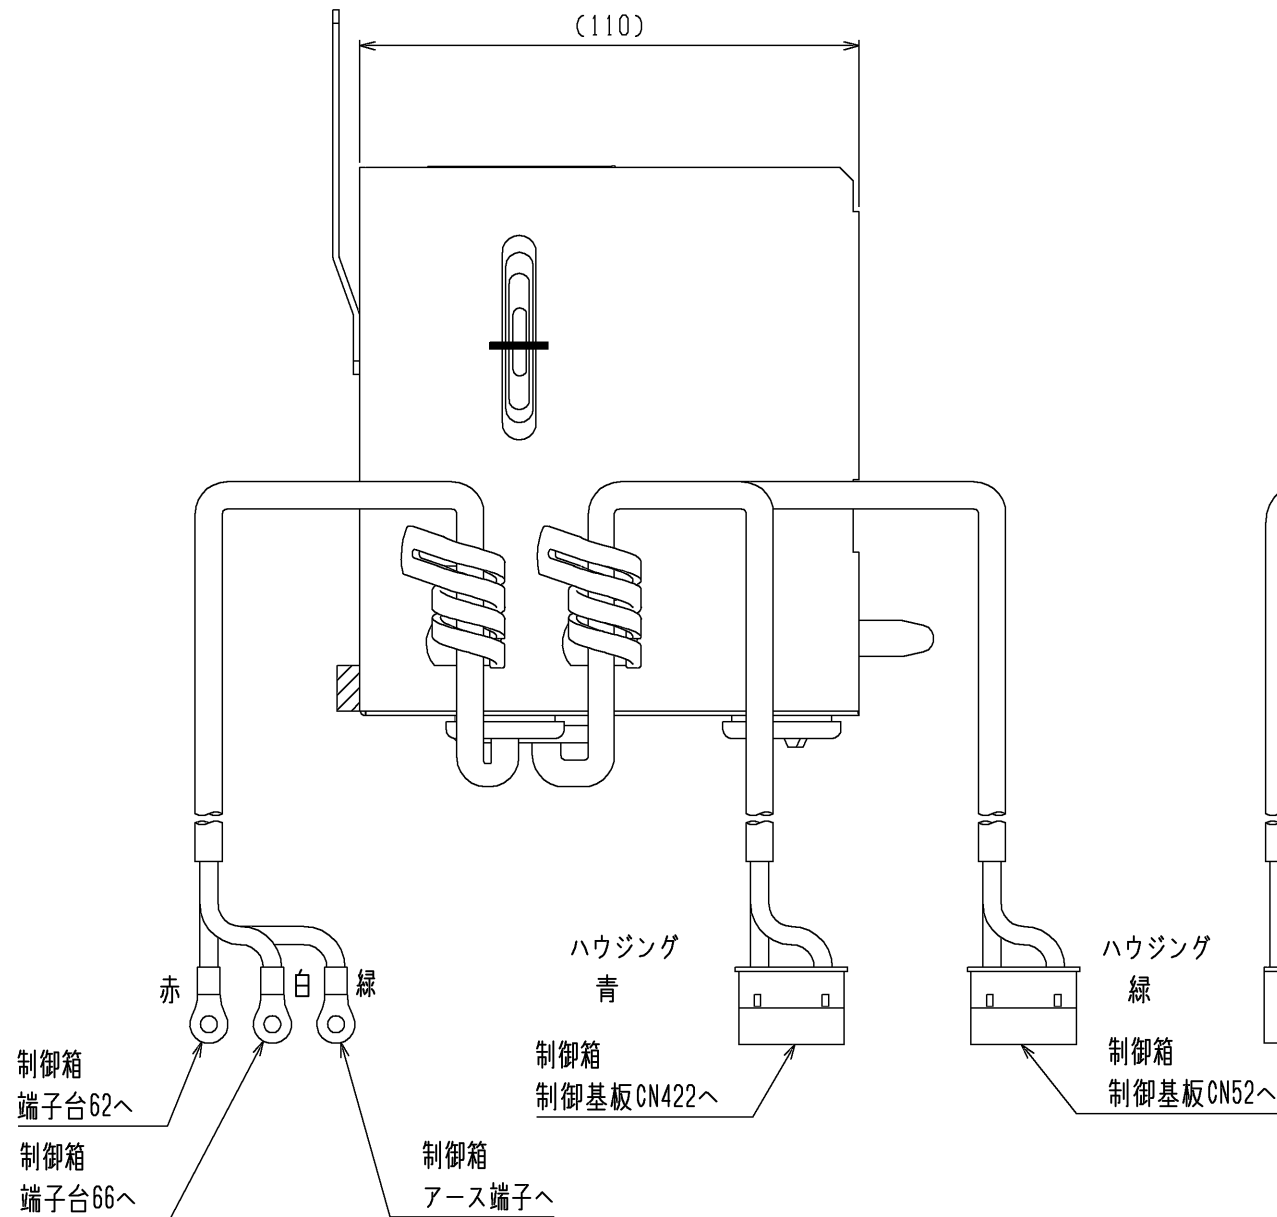 (110)
赤
白
緑
ハウジング
青
ハウジング
緑
制御箱
端子台62へ
制御箱
端子台66へ
制御箱
アース端子へ
制御箱
制御基板CN422へ
制御箱
制御基板CN52へ